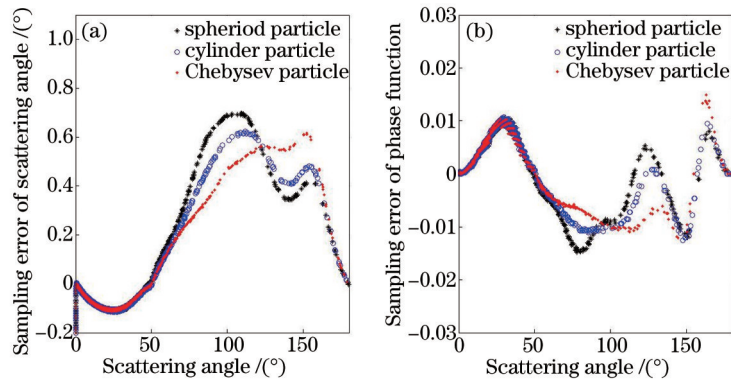 (a)
spheriod particle
cylinder particle
Chebysev particle
1.0
0.8
0.6
0.4
0.2
0
−0.2
0
50
100
150
Sampling error of scattering angle /(°)
Scattering angle /(°)
(b)
spheriod particle
cylinder particle
Chebysev particle
0.03
0.02
0.01
0
−0.01
−0.02
−0.03
0
50
100
150
Sampling error of phase function
Scattering angle /(°)